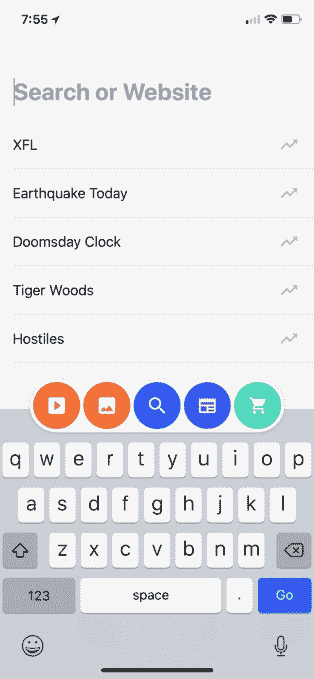 7:55
Search or Website
XFL
Earthquake Today
Doomsday Clock
Tiger Woods
Hostiles
q w e r t y u i o p
a s d f g h j k l
z x c v b n m
123 space . Go